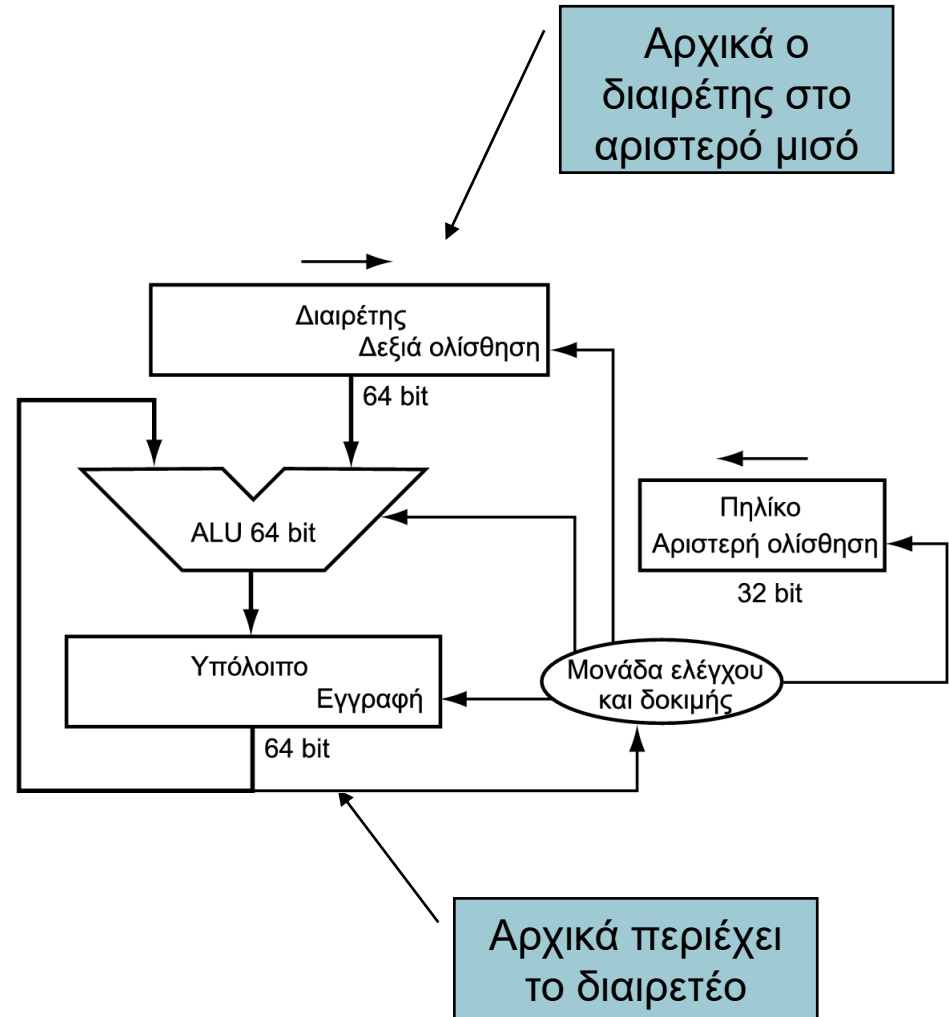 Αρχικά ο
διαιρέτης στο
αριστερό μισό
Διαιρέτης
Δεξιά ολίσθηση
64 bit
ALU 64 bit
Πηλίκο
Αριστερή ολίσθηση
32 bit
Υπόλοιπο
Εγγραφή
64 bit
Μονάδα ελέγχου
και δοκιμής
Αρχικά περιέχει
το διαιρετέο